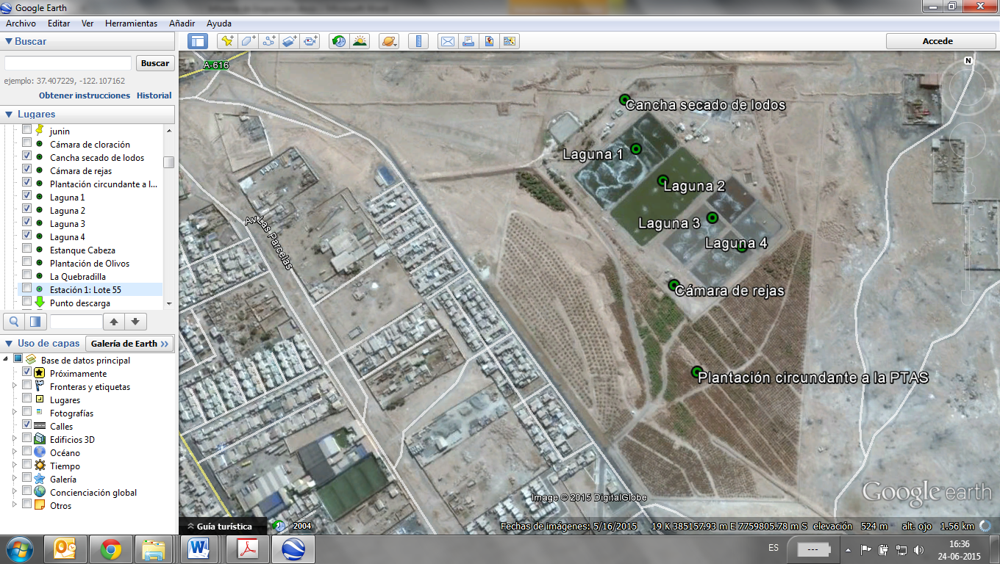 Google Earth
Archivo Editar Ver Herramientas Añadir Ayuda
Buscar
Buscar
ejemplo: 37.407229, -122.107162
Obtener instrucciones Historial
Lugares
junin
Cámara de cloración
Cancha secado de lodos
Cámara de rejas
Plantación circundante a l...
Laguna 1
Laguna 2
Laguna 3
Laguna 4
Estanque Cabeza
Plantación de Olivos
La Quebradilla
Estación 1: Lote 55
Punto descarga
Uso de capas Galería de Earth >>
Base de datos principal
Próximamente
Fronteras y etiquetas
Lugares
Fotografías
Calles
Edificios 3D
Océano
Tiempo
Galería
Concienciación global
Otros
Accede
A-616
N
Cancha secado de lodos
Laguna 1
Laguna 2
Laguna 3
Laguna 4
Av Las Parcelas
Cámara de rejas
Plantación circundante a la PTAS
Google earth
Image © 2015 DigitalGlobe
Guía turística 2004
Fechas de imágenes: 5/16/2015 19 K 385157.93 m E 7759805.78 m S elevación 524 m alt. ojo 1.56 km
ES
---
16:36
24-06-2015